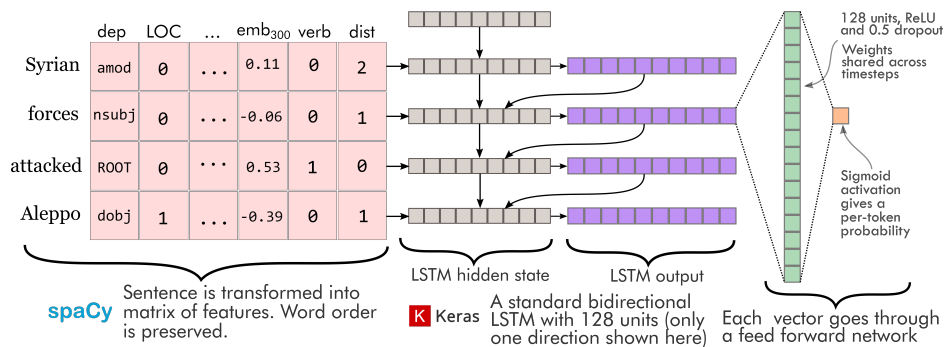 dep LOC ... emb300 verb dist
Syrian amod 0 ... 0.11 0 2
forces nsubj 0 ... -0.06 0 1
attacked ROOT 0 ... 0.53 1 0
Aleppo dobj 1 ... -0.39 0 1
128 units, ReLU
and 0.5 dropout
Weights
shared across
timesteps
Sigmoid
activation
gives a
per-token
probability
LSTM hidden state
LSTM output
spaCy
Sentence is transformed into
matrix of features. Word order
is preserved.
K Keras
A standard bidirectional
LSTM with 128 units (only
one direction shown here)
Each vector goes through
a feed forward network